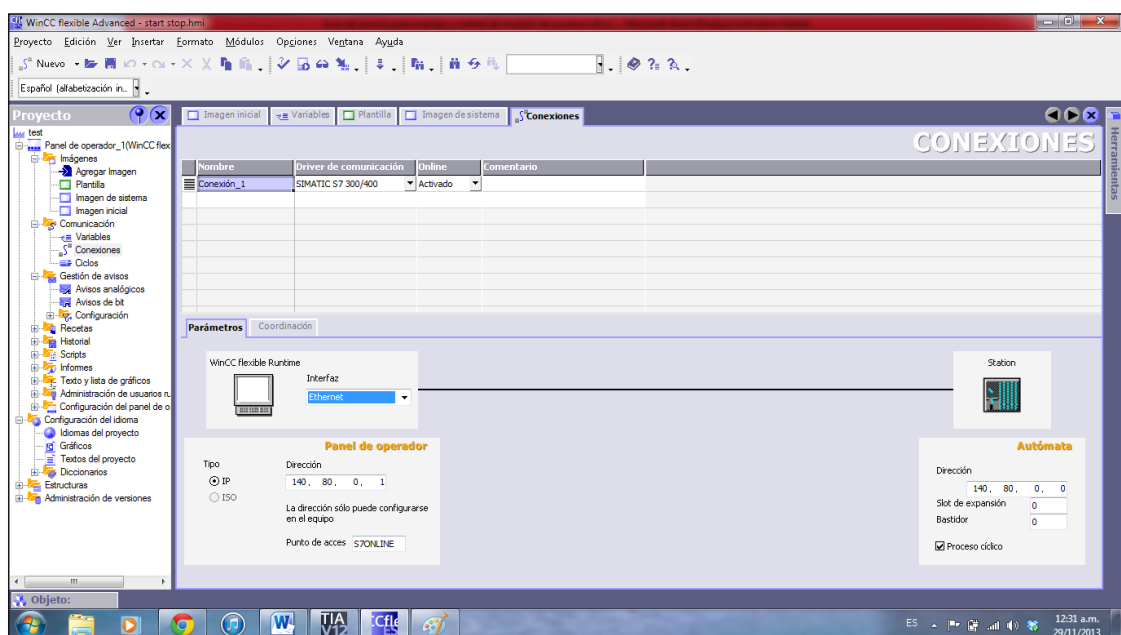 WinCC flexible Advanced - start stop.hmi
Proyecto Edición Ver Insertar Formato Módulos Opciones Ventana Ayuda
Nuevo
Español (alfabetización in..
Proyecto
test
Panel de operador_1(WinCC flex
Imágenes
Agregar Imagen
Plantilla
Imagen de sistema
Imagen inicial
Comunicación
Variables
Conexiones
Ciclos
Gestión de avisos
Avisos analógicos
Avisos de bit
Configuración
Recetas
Historial
Scripts
Informes
Texto y lista de gráficos
Administración de usuarios ru
Configuración del panel de o
Configuración del idioma
Idiomas del proyecto
Gráficos
Textos del proyecto
Diccionarios
Estructuras
Administración de versiones
Imagen inicial Variables Plantilla Imagen de sistema Conexiones
CONEXIONES
Herramientas
Nombre Driver de comunicación Online Comentario
Conexión_1 SIMATIC S7 300/400 Activado
Parámetros Coordinación
WinCC flexible Runtime
Interfaz
Ethernet
Station
Panel de operador
Tipo Dirección
IP 140 . 80 . 0 . 1
ISO
La dirección sólo puede configurarse
en el equipo
Punto de acces S7ONLINE
Autómata
Dirección
140 . 80 . 0 . 0
Slot de expansión 0
Bastidor 0
Proceso cíclico
Objeto:
W TIA V12 Cfle ES
ES 12:31 a.m.
29/11/2013